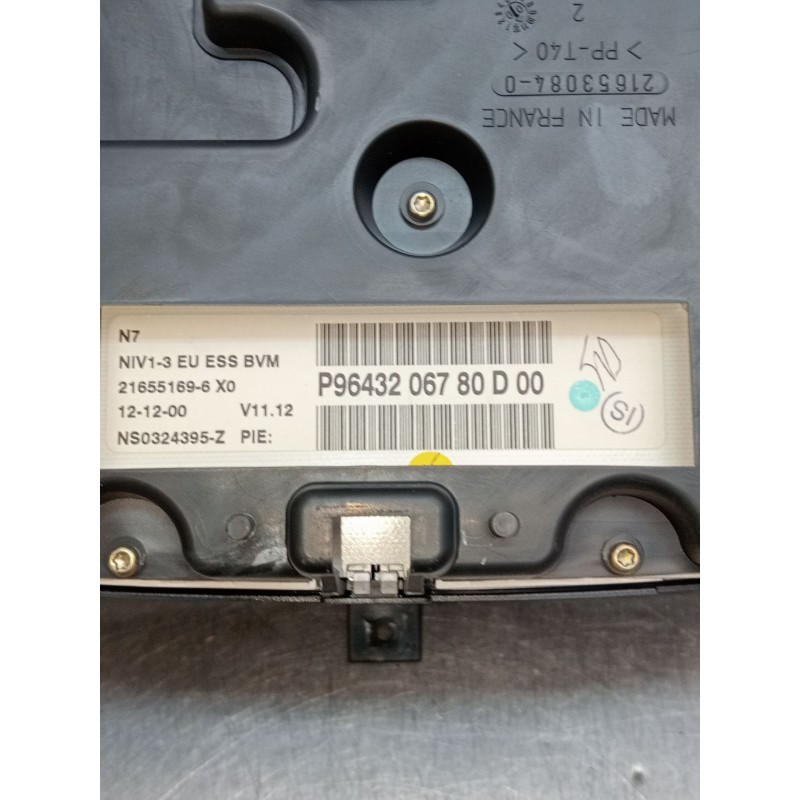 N7
NIV1-3 EU ESS BVM
21655169-6 X0
12-12-00 V11.12
NS0324395-Z PIE:
P96432 067 80 D 00
SI
MADE IN FRANCE
21653084-0
>PP-T40<
2